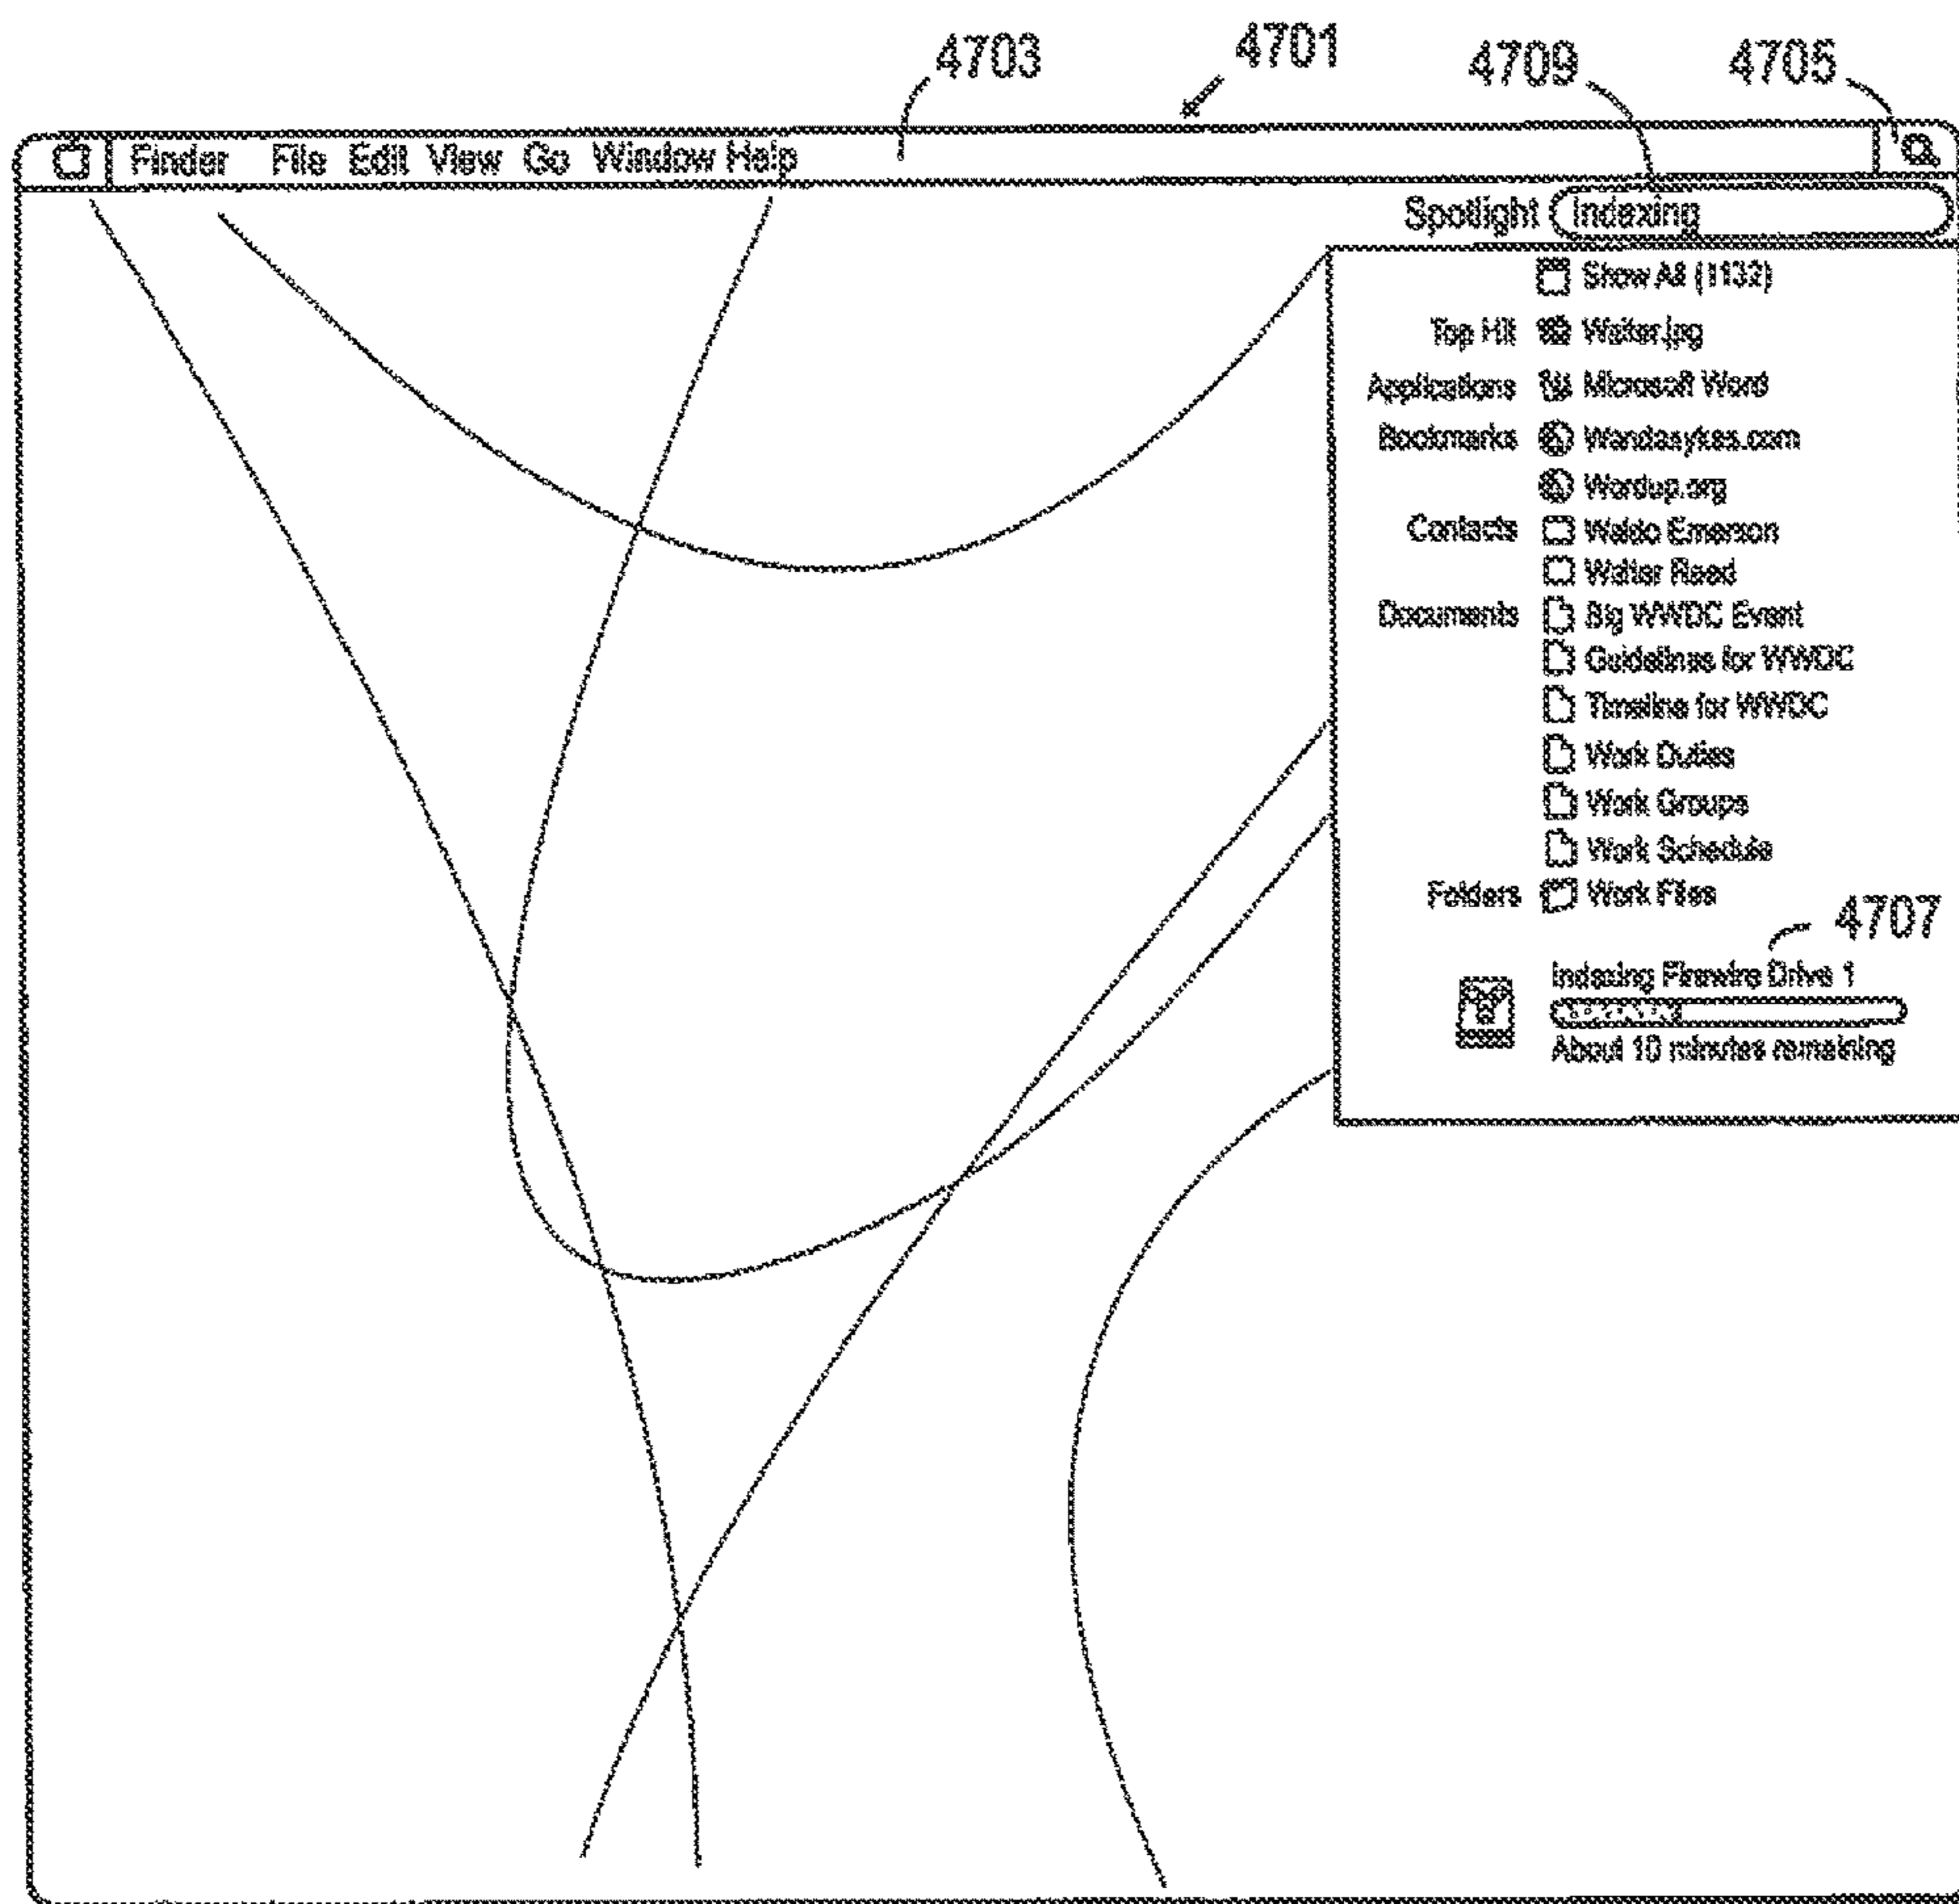 4703 4701 4709 4705
Finder File Edit View Go Window Help
Spotlight Indexing
Show All (1132)
Top Hit Walter.jpg
Applications Microsoft Word
Bookmarks Wandasykes.com
Wordup.org
Contacts Waldo Emerson
Walter Reed
Documents Big WWDC Event
Guidelines for WWDC
Timeline for WWDC
Work Duties
Work Groups
Work Schedule
Folders Work Files
4707
Indexing Firewire Drive 1
About 10 minutes remaining